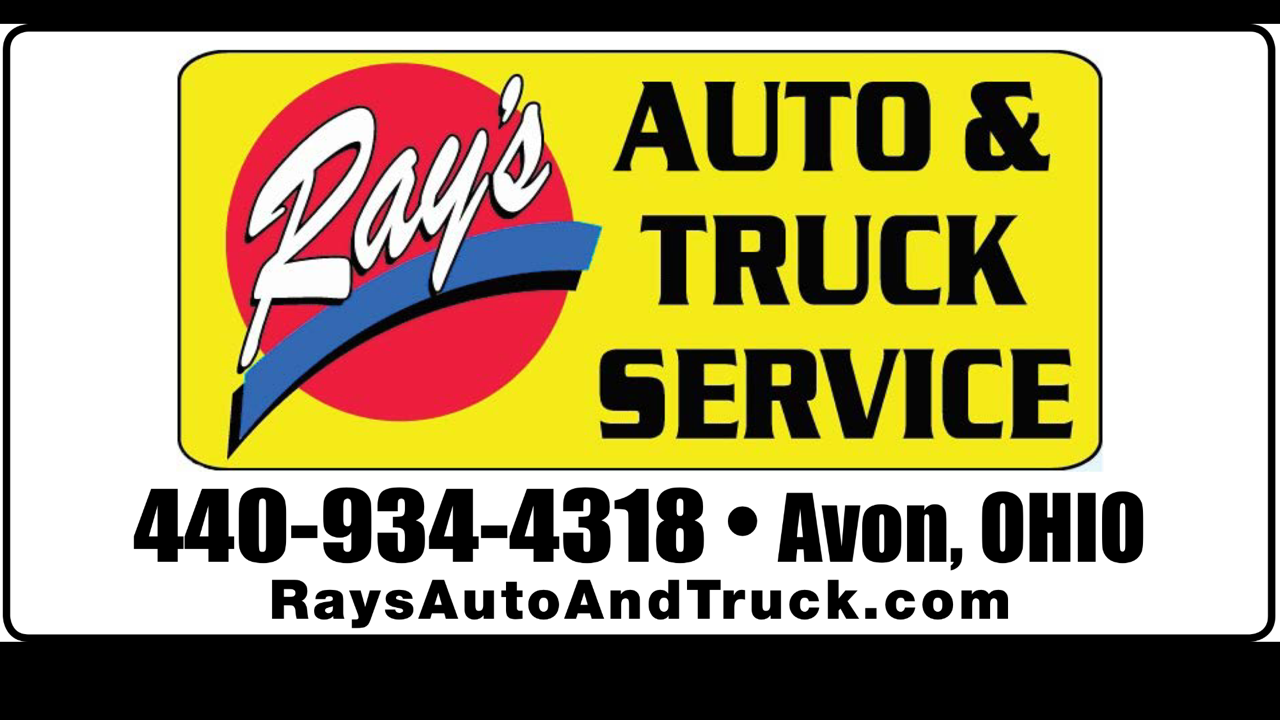 Ray's
AUTO &
TRUCK
SERVICE
440-934-4318 • Avon, OHIO
RaysAutoAndTruck.com